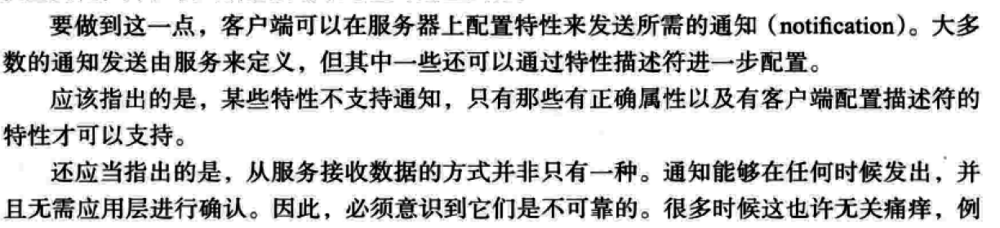 要做到这一点，客户端可以在服务器上配置特性来发送所需的通知（notification）。大多
数的通知发送由服务来定义，但其中一些还可以通过特性描述符进一步配置。
应该指出的是，某些特性不支持通知，只有那些有正确属性以及有客户端配置描述符的
特性才可以支持。
还应当指出的是，从服务接收数据的方式并非只有一种。通知能够在任何时候发出，并
且无需应用层进行确认。因此，必须意识到它们是不可靠的。很多时候这也许无关痛痒，例